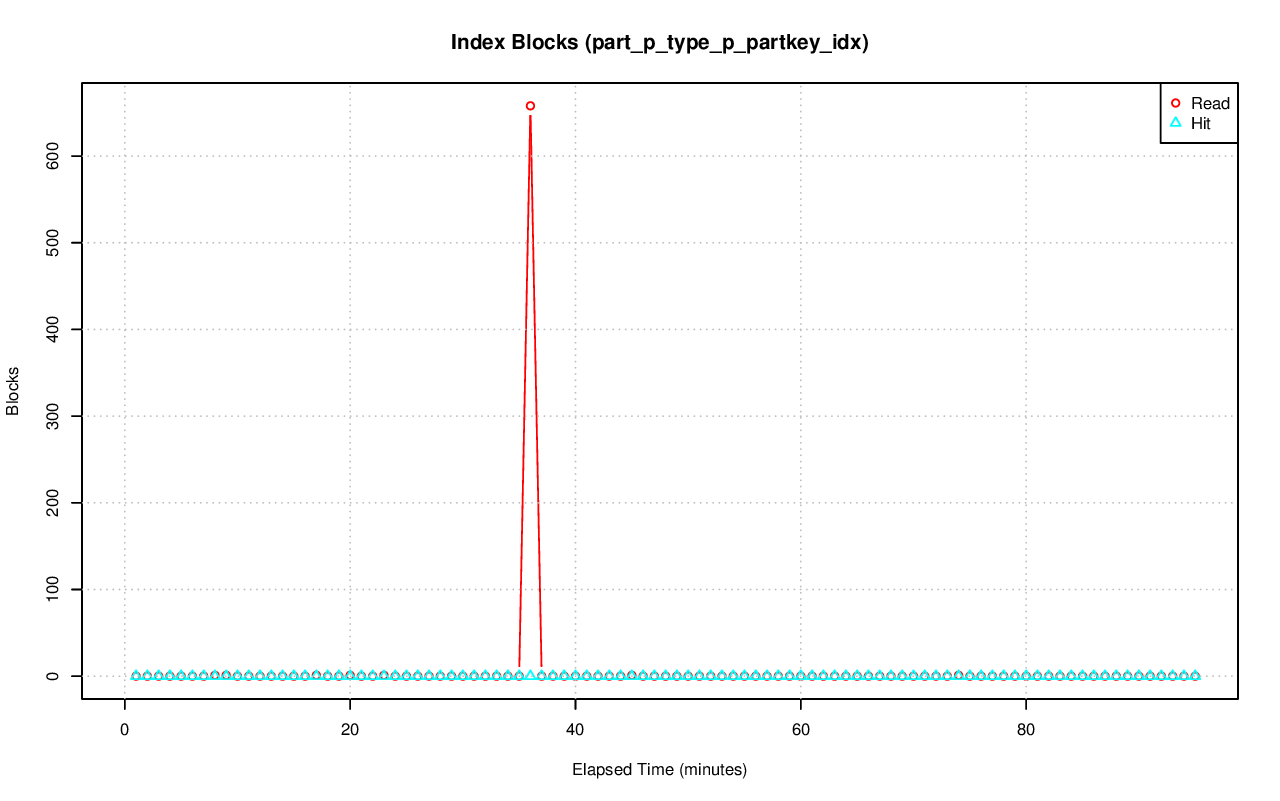 Index Blocks (part_p_type_p_partkey_idx)
Read
Hit
600
500
400
300
200
100
0
Blocks
0 20 40 60 80
Elapsed Time (minutes)